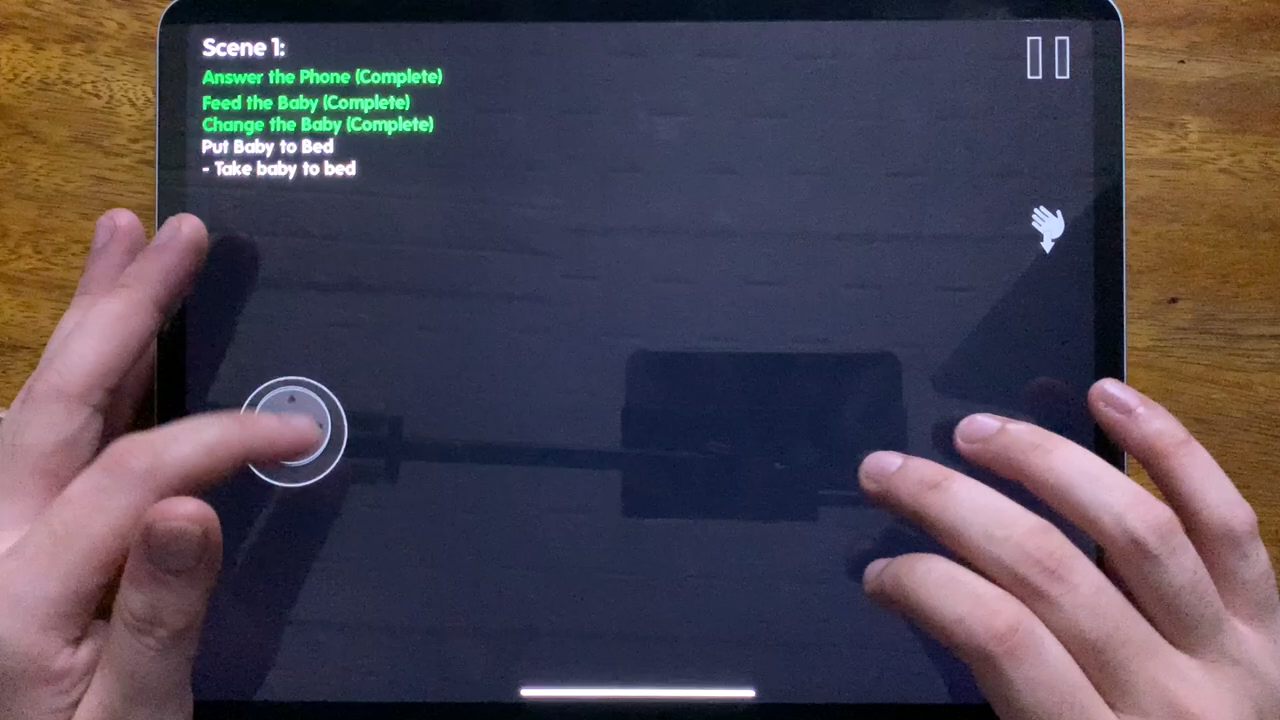 Scene 1:
Answer the Phone (Complete)
Feed the Baby (Complete)
Change the Baby (Complete)
Put Baby to Bed
- Take baby to bed